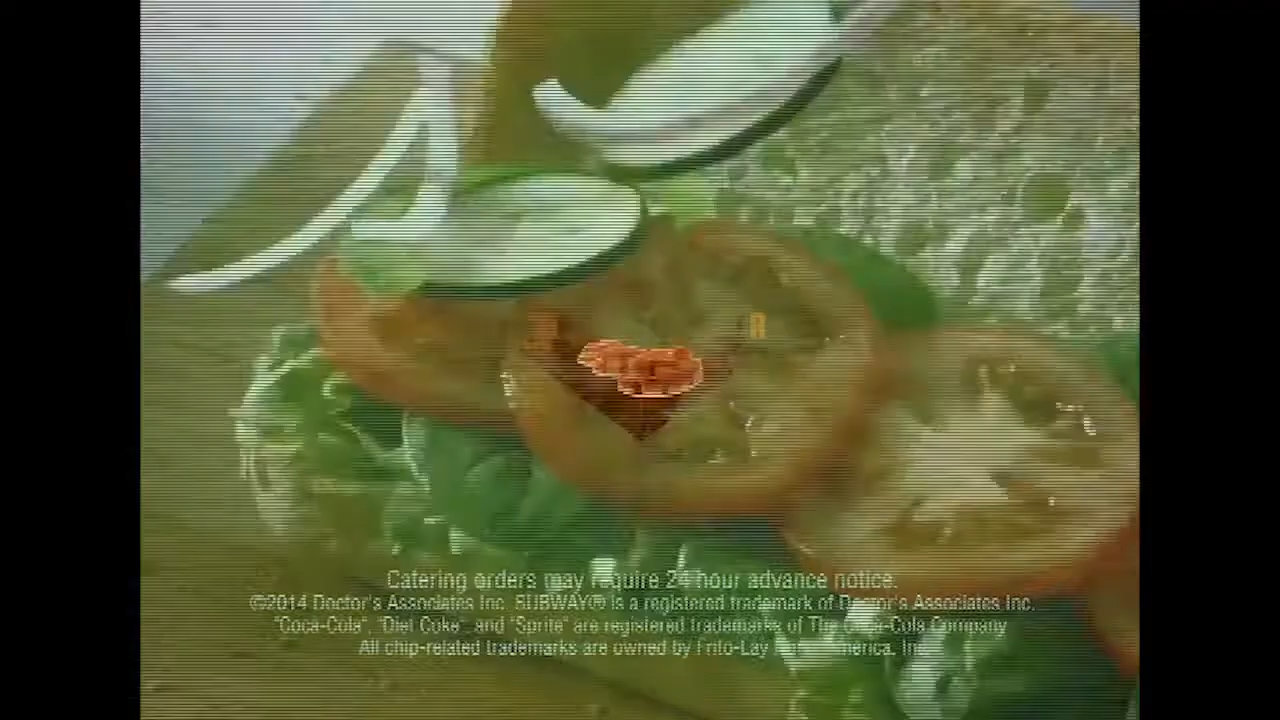 R
Catering orders may require 24 hour advance notice.
©2014 Doctor's Associates Inc. SUBWAY® is a registered trademark of Doctor's Associates Inc.
"Coca-Cola", "Diet Coke" and "Sprite" are registered trademarks of The Coca-Cola Company
All chip-related trademarks are owned by Frito-Lay America, Inc.